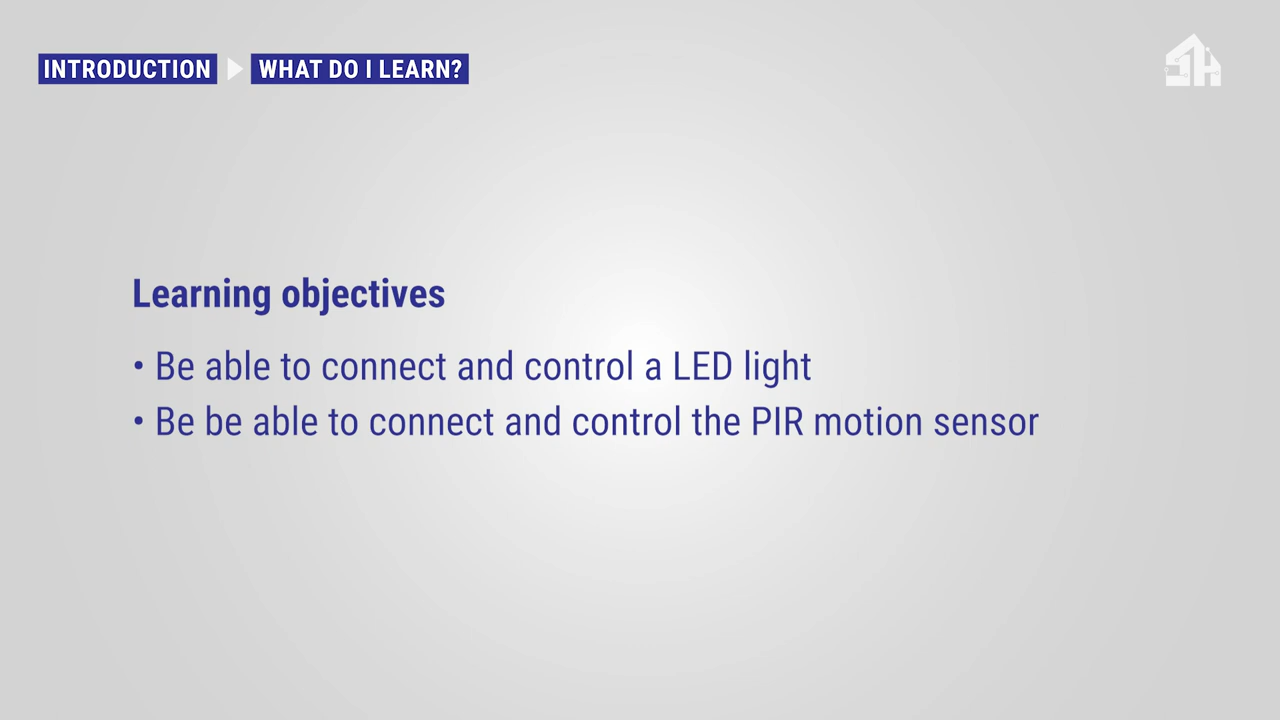 INTRODUCTION WHAT DO I LEARN?
SH
Learning objectives
• Be able to connect and control a LED light
• Be be able to connect and control the PIR motion sensor